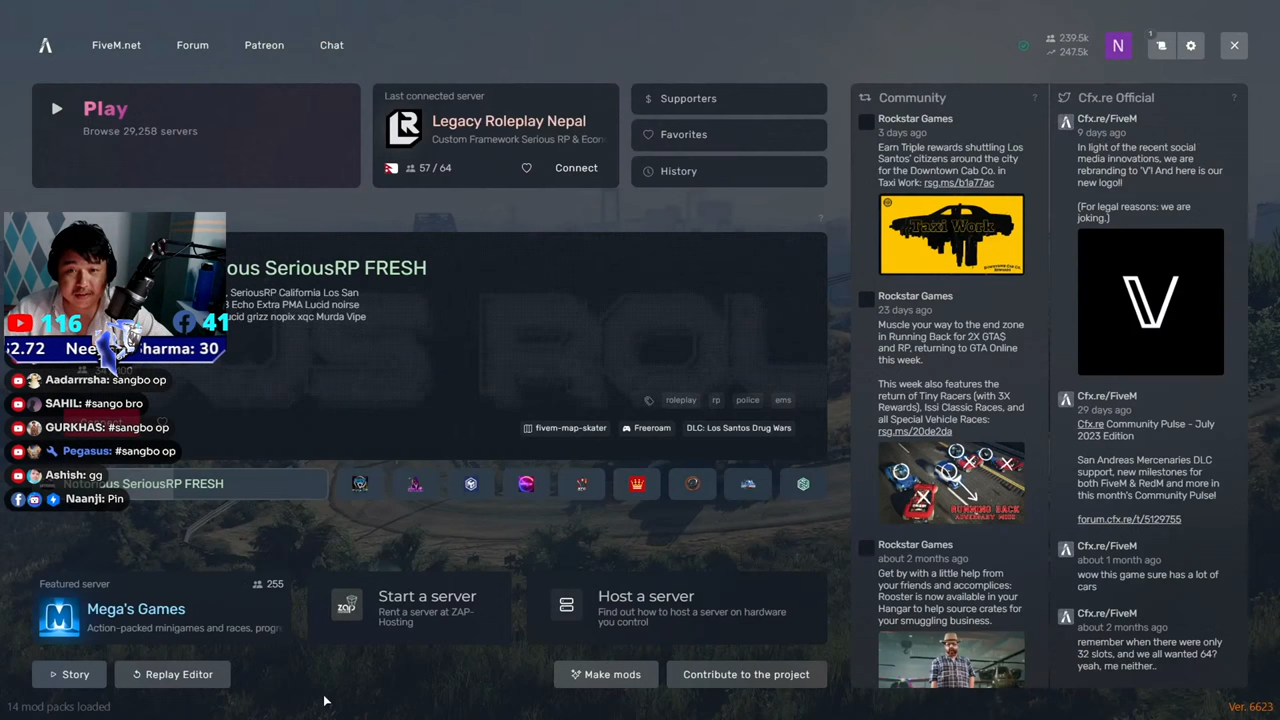 FiveM.net
Forum
Patreon
Chat
239.5k
247.5k
N
1
Play
Browse 29,258 servers
Last connected server
Legacy Roleplay Nepal
Custom Framework Serious RP & Econ
57 / 64
Connect
Supporters
Favorites
History
ous SeriousRP FRESH
, SeriousRP California Los San
Echo Extra PMA Lucid noirse
ucid grizz nopix xqc Murda Vipe
roleplay
rp
police
ems
fivem-map-skater
Freeroam
DLC: Los Santos Drug Wars
116
41
2.72
harma: 30
Aadarrrsha: sangbo op
SAHIL: #sango bro
GURKHAS: #sangbo op
Pegasus: #sangbo op
Ashish: gg
Naanji: Pin
Notorious SeriousRP FRESH
Featured server
255
Mega's Games
Action-packed minigames and races, progn
ZAP
Start a server
Rent a server at ZAP-
Hosting
Host a server
Find out how to host a server on hardware
you control
Story
Replay Editor
Make mods
Contribute to the project
14 mod packs loaded
Ver. 6623
Community
?
Rockstar Games
3 days ago
Earn Triple rewards shuttling Los
Santos' citizens around the city
for the Downtown Cab Co. in
Taxi Work: rsg.ms/b1a77ac
Taxi Work
Rockstar Games
23 days ago
Muscle your way to the end zone
in Running Back for 2X GTA$
and RP, returning to GTA Online
this week.
This week also features the
return of Tiny Racers (with 3X
Rewards), Issi Classic Races, and
all Special Vehicle Races:
rsg.ms/20de2da
RUNNING BACK
ADVERSARY MODE
Rockstar Games
about 2 months ago
Get by with a little help from
your friends and accomplices:
Rooster is now available in your
Hangar to help source crates for
your smuggling business.
Cfx.re Official
?
Cfx.re/FiveM
9 days ago
In light of the recent social
media innovations, we are
rebranding to 'V'! And here is our
new logo!!
(For legal reasons: we are
joking.)
V
Cfx.re/FiveM
29 days ago
Cfx.re Community Pulse - July
2023 Edition
San Andreas Mercenaries DLC
support, new milestones for
both FiveM & RedM and more in
this month's Community Pulse!
forum.cfx.re/t/5129755
Cfx.re/FiveM
about 1 month ago
wow this game sure has a lot of
cars
Cfx.re/FiveM
about 2 months ago
remember when there were only
32 slots, and we all wanted 64?
yeah, me neither..